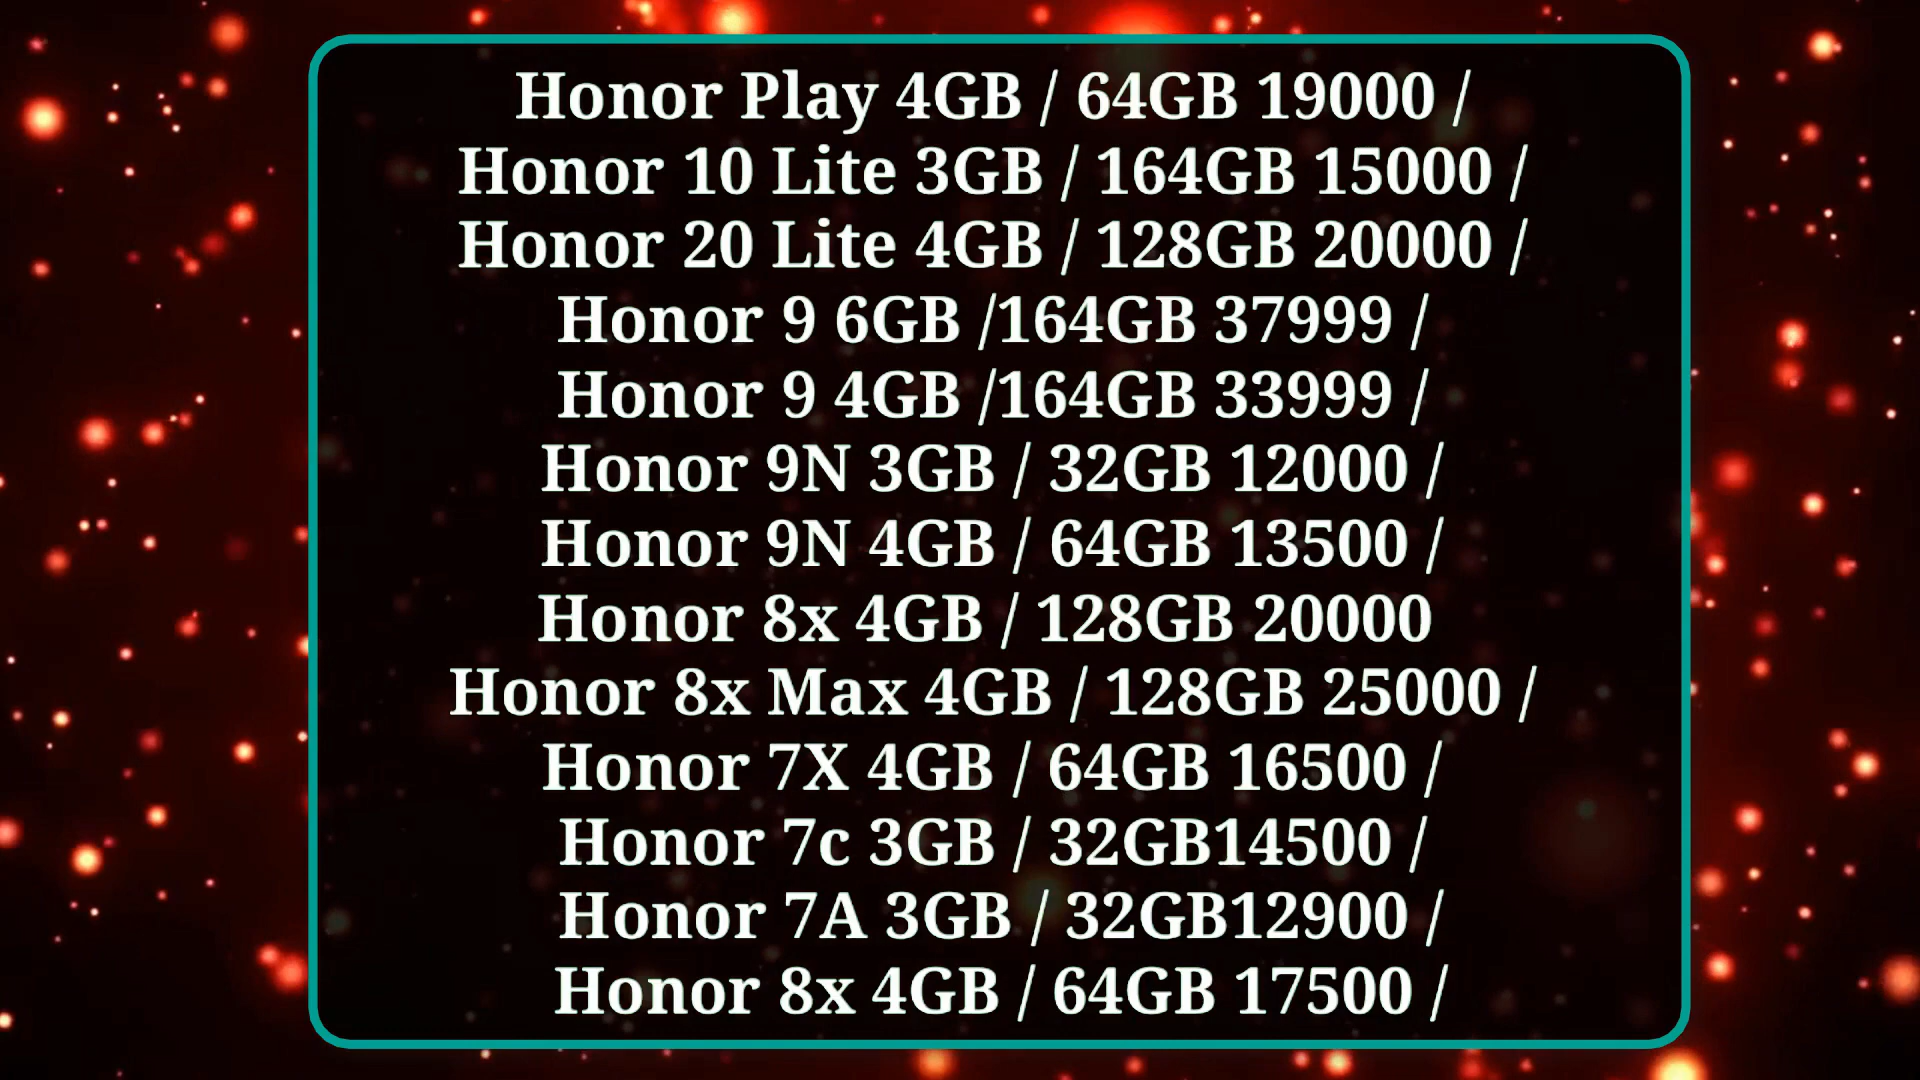 Honor Play 4GB / 64GB 19000 /
Honor 10 Lite 3GB / 164GB 15000 /
Honor 20 Lite 4GB / 128GB 20000 /
Honor 9 6GB /164GB 37999 /
Honor 9 4GB /164GB 33999 /
Honor 9N 3GB / 32GB 12000 /
Honor 9N 4GB / 64GB 13500 /
Honor 8x 4GB / 128GB 20000
Honor 8x Max 4GB / 128GB 25000 /
Honor 7X 4GB / 64GB 16500 /
Honor 7c 3GB / 32GB14500 /
Honor 7A 3GB / 32GB12900 /
Honor 8x 4GB / 64GB 17500 /